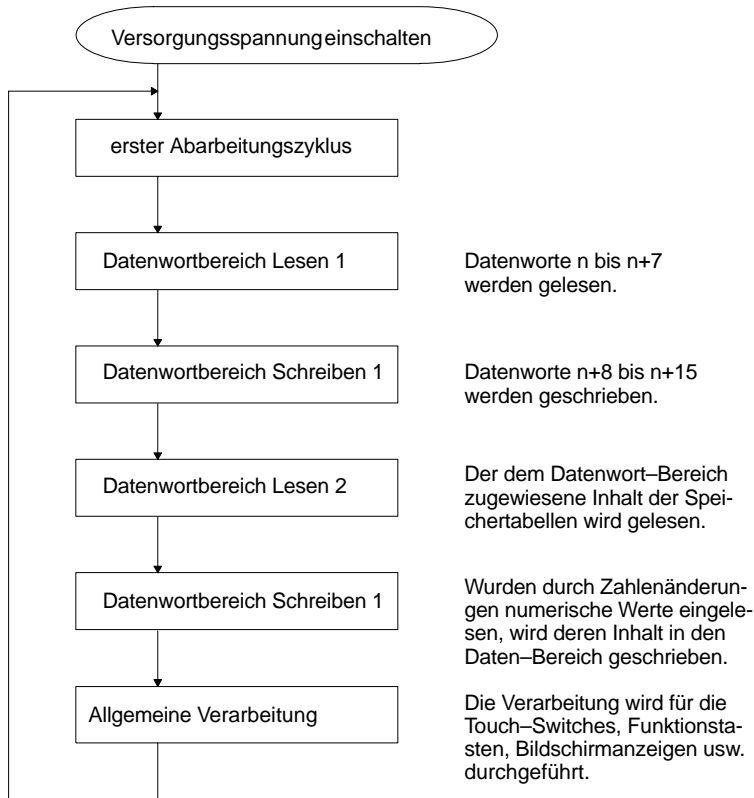 Versorgungsspannung einschalten
erster Abarbeitungszyklus
Datenwortbereich Lesen 1
Datenworte n bis n+7
werden gelesen.
Datenwortbereich Schreiben 1
Datenworte n+8 bis n+15
werden geschrieben.
Datenwortbereich Lesen 2
Der dem Datenwort–Bereich
zugewiesene Inhalt der Spei-
chertabellen wird gelesen.
Datenwortbereich Schreiben 1
Wurden durch Zahlenänderun-
gen numerische Werte eingele-
sen, wird deren Inhalt in den
Daten–Bereich geschrieben.
Allgemeine Verarbeitung
Die Verarbeitung wird für die
Touch–Switches, Funktionsta-
sten, Bildschirmanzeigen usw.
durchgeführt.